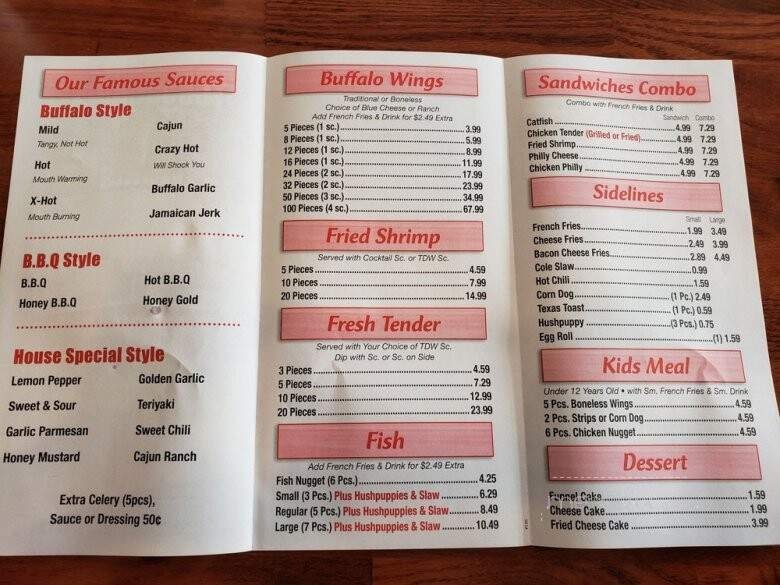 Our Famous Sauces
Buffalo Style
Mild
Tangy, Not Hot
Hot
Mouth Warming
X-Hot
Mouth Burning
Cajun
Crazy Hot
Will Shock You
Buffalo Garlic
Jamaican Jerk
B.B.Q Style
B.B.Q
Hot B.B.Q
Honey B.B.Q
Honey Gold
House Special Style
Lemon Pepper
Golden Garlic
Sweet & Sour
Teriyaki
Garlic Parmesan
Sweet Chili
Honey Mustard
Cajun Ranch
Extra Celery (5pcs),
Sauce or Dressing 50¢
Buffalo Wings
Traditional or Boneless
Choice of Blue Cheese or Ranch
Add French Fries & Drink for $2.49 Extra
5 Pieces (1 sc.) 3.99
8 Pieces (1 sc.) 5.99
12 Pieces (1 sc.) 8.99
16 Pieces (1 sc.) 11.99
24 Pieces (2 sc.) 17.99
32 Pieces (2 sc.) 23.99
50 Pieces (3 sc.) 34.99
100 Pieces (4 sc.) 67.99
Fried Shrimp
Served with Cocktail Sc. or TDW Sc.
5 Pieces 4.59
10 Pieces 7.99
20 Pieces 14.99
Fresh Tender
Served with Your Choice of TDW Sc.
Dip with Sc. or Sc. on Side
3 Pieces 4.59
5 Pieces 7.29
10 Pieces 12.99
20 Pieces 23.99
Fish
Add French Fries & Drink for $2.49 Extra
Fish Nugget (6 Pcs.) 4.25
Small (3 Pcs.) Plus Hushpuppies & Slaw 6.29
Regular (5 Pcs.) Plus Hushpuppies & Slaw 8.49
Large (7 Pcs.) Plus Hushpuppies & Slaw 10.49
Sandwiches Combo
Combo with French Fries & Drink
Sandwich Combo
Catfish 4.99 7.29
Chicken Tender (Grilled or Fried) 4.99 7.29
Fried Shrimp 4.99 7.29
Philly Cheese 4.99 7.29
Chicken Philly 4.99 7.29
Sidelines
Small Large
French Fries 1.99 3.49
Cheese Fries 2.49 3.99
Bacon Cheese Fries 2.89 4.49
Cole Slaw 0.99
Hot Chili 1.59
Corn Dog (1 Pc.) 2.49
Texas Toast (1 Pc.) 0.59
Hushpuppy (3 Pcs.) 0.75
Egg Roll (1) 1.59
Kids Meal
Under 12 Years Old • with Sm. French Fries & Sm. Drink
5 Pcs. Boneless Wings 4.59
2 Pcs. Strips or Corn Dog 4.59
6 Pcs. Chicken Nugget 4.59
Dessert
Funnel Cake 1.59
Cheese Cake 1.99
Fried Cheese Cake 3.99